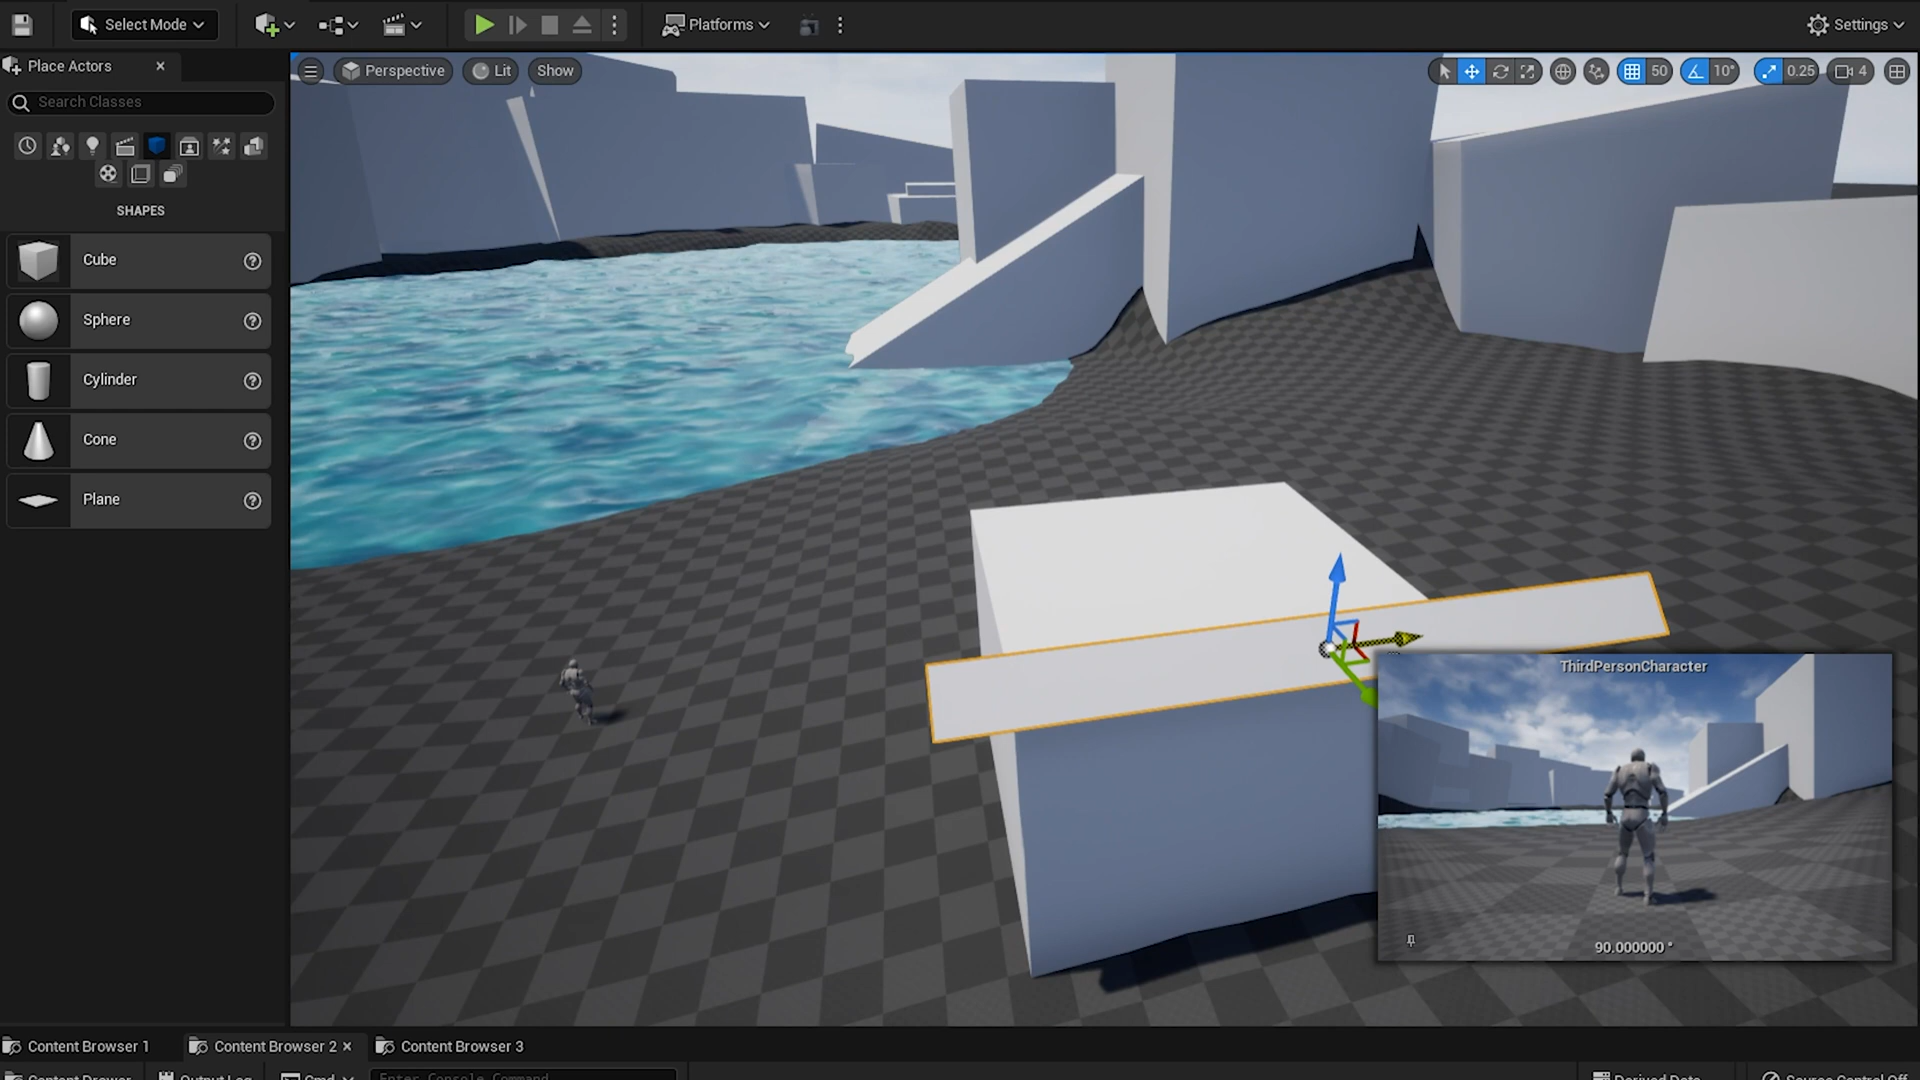 Select Mode
Platforms
Settings
Place Actors
Search Classes
SHAPES
Cube
Sphere
Cylinder
Cone
Plane
Perspective
Lit
Show
50
10°
0.25
4
ThirdPersonCharacter
90.000000 °
Content Browser 1
Content Browser 2
Content Browser 3
Content Drawer
Output Log
Cmd
Enter Console Command
Derived Data
Source Control Off